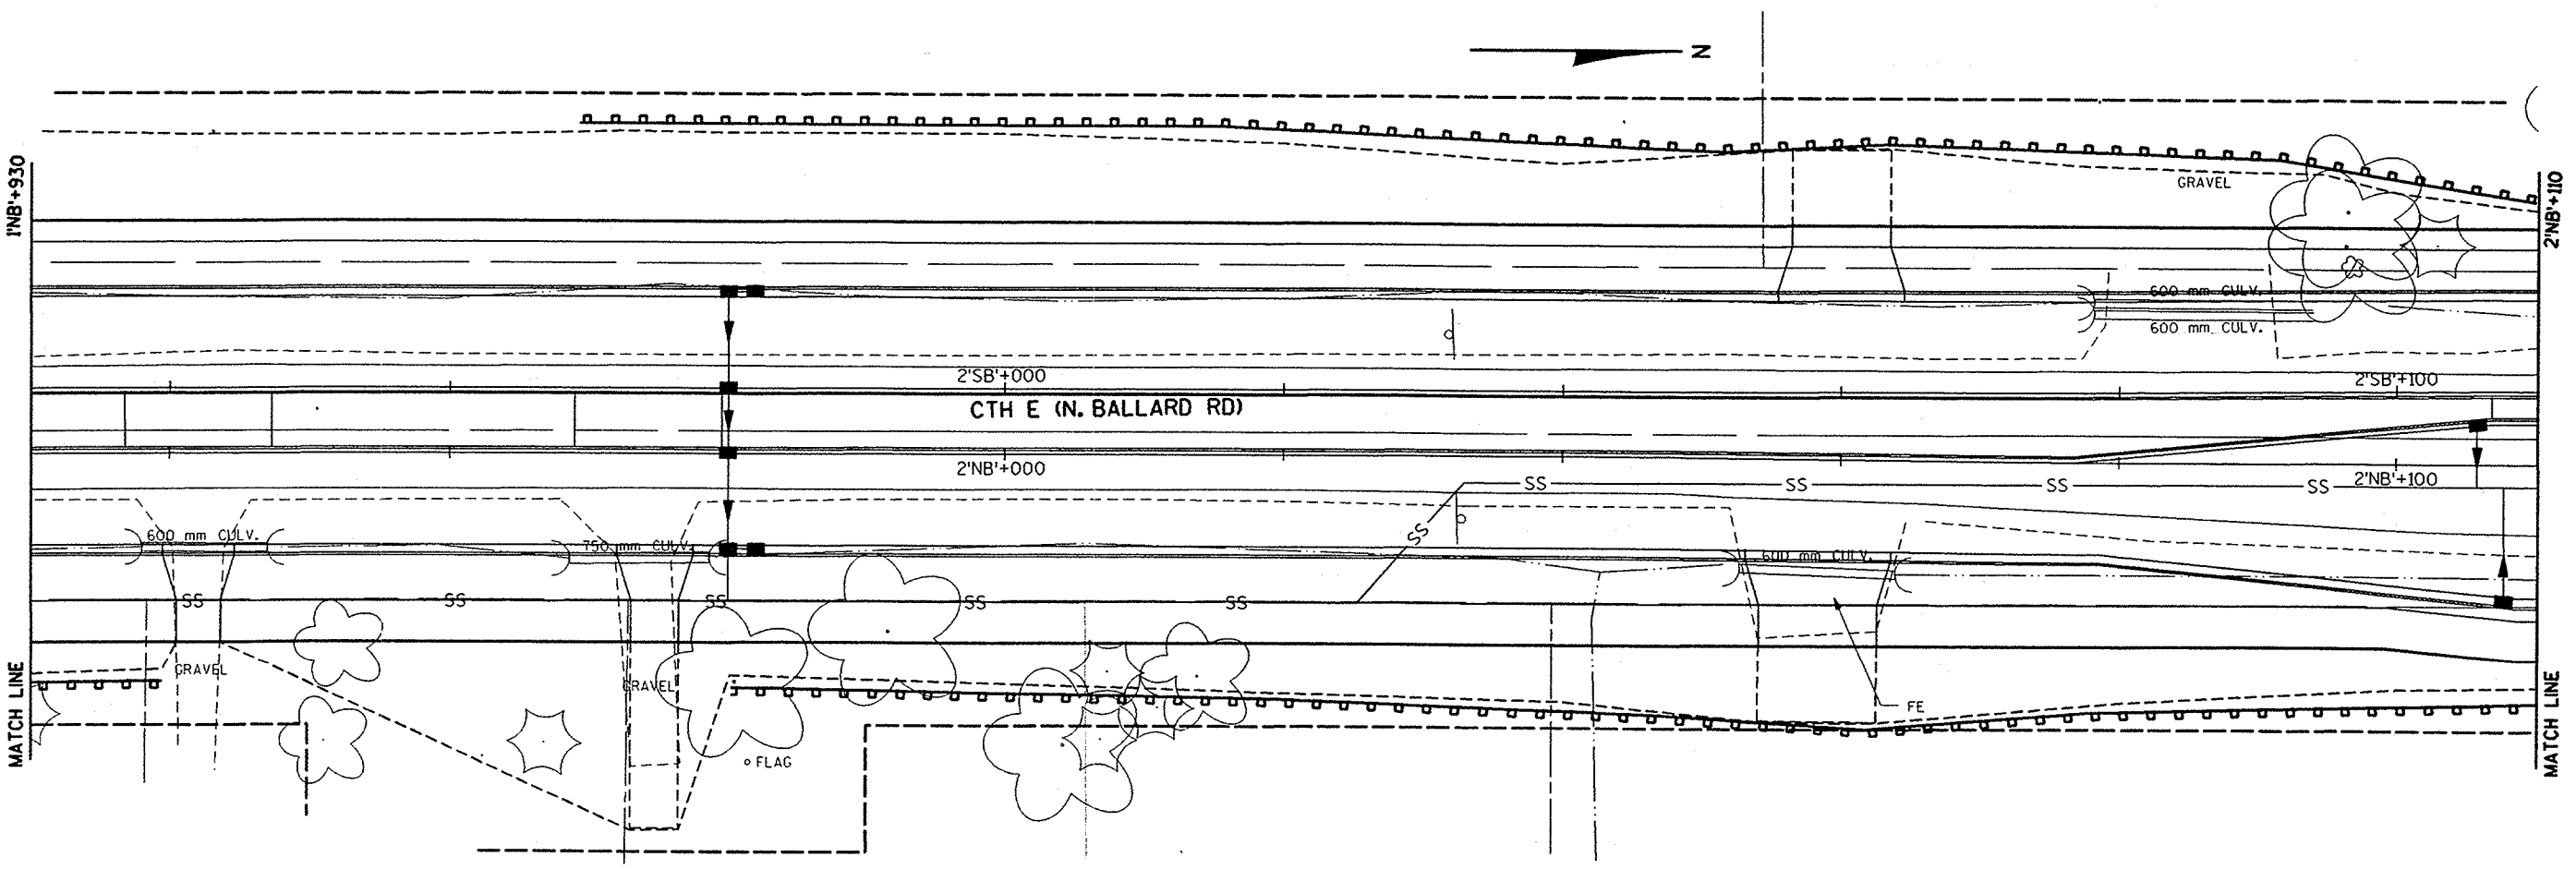 N
1'NB'+930
2'NB'+110
GRAVEL
600 mm CULV.
600 mm CULV.
2'SB'+000
2'SB'+100
CTH E (N. BALLARD RD)
2'NB'+000
2'NB'+100
SS
SS
SS
SS
SS
600 mm CULV.
750 mm CULV.
600 mm CULV.
SS
SS
SS
SS
SS
GRAVEL
GRAVEL
FE
FLAG
MATCH LINE
MATCH LINE